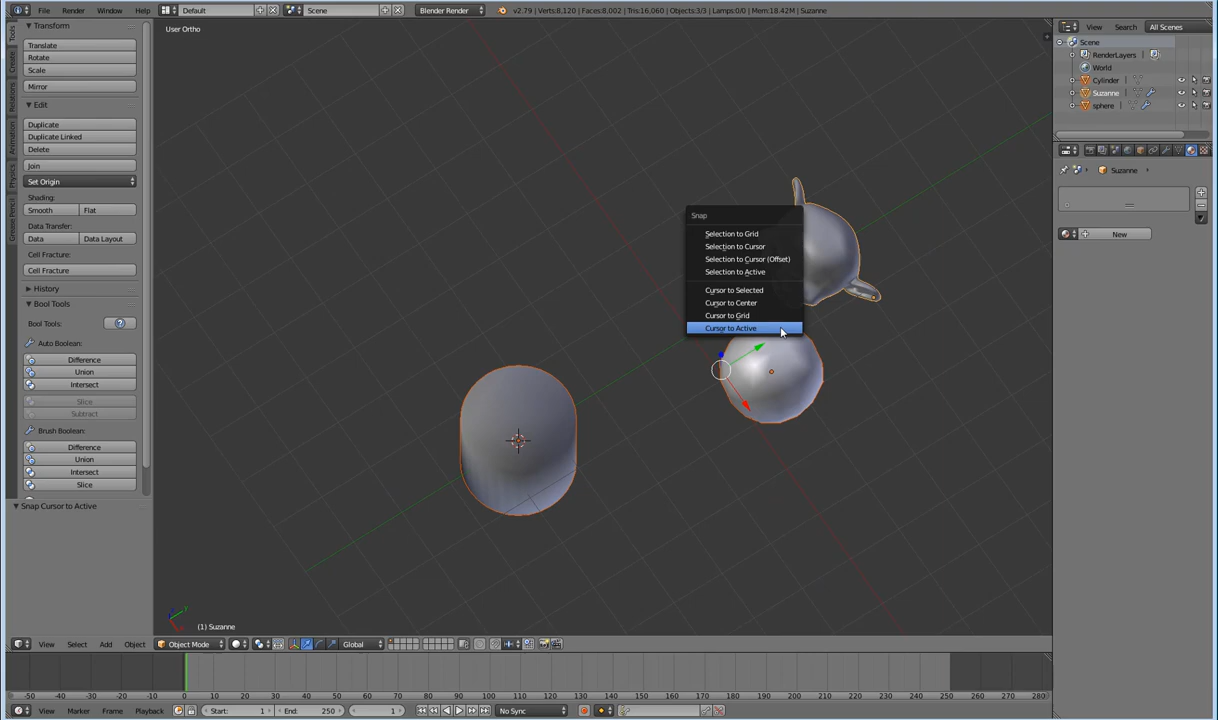 File Render Window Help Default Scene Blender Render v2.79 | Verts:8,120 | Faces:8,002 | Tris:16,060 | Objects:3/3 | Lamps:0/0 | Mem:18.42M | Suzanne
Tools
Create
Relations
Animation
Physics
Grease Pencil
Transform
Translate
Rotate
Scale
Mirror
Edit
Duplicate
Duplicate Linked
Delete
Join
Set Origin
Shading:
Smooth Flat
Data Transfer:
Data Data Layout
Cell Fracture:
Cell Fracture
History
Bool Tools
Bool Tools:
Auto Boolean:
Difference
Union
Intersect
Slice
Subtract
Brush Boolean:
Difference
Union
Intersect
Slice
Snap Cursor to Active
User Ortho
Snap
Selection to Grid
Selection to Cursor
Selection to Cursor (Offset)
Selection to Active
Cursor to Selected
Cursor to Center
Cursor to Grid
Cursor to Active
(1) Suzanne
View Search All Scenes
Scene
RenderLayers
World
Cylinder
Suzanne
sphere
Suzanne
New
View Select Add Object Object Mode Global
-50 -40 -30 -20 -10 0 10 20 30 40 50 60 70 80 90 100 110 120 130 140 150 160 170 180 190 200 210 220 230 240 250 260 270 280
View Marker Frame Playback Start: 1 End: 250 1 No Sync